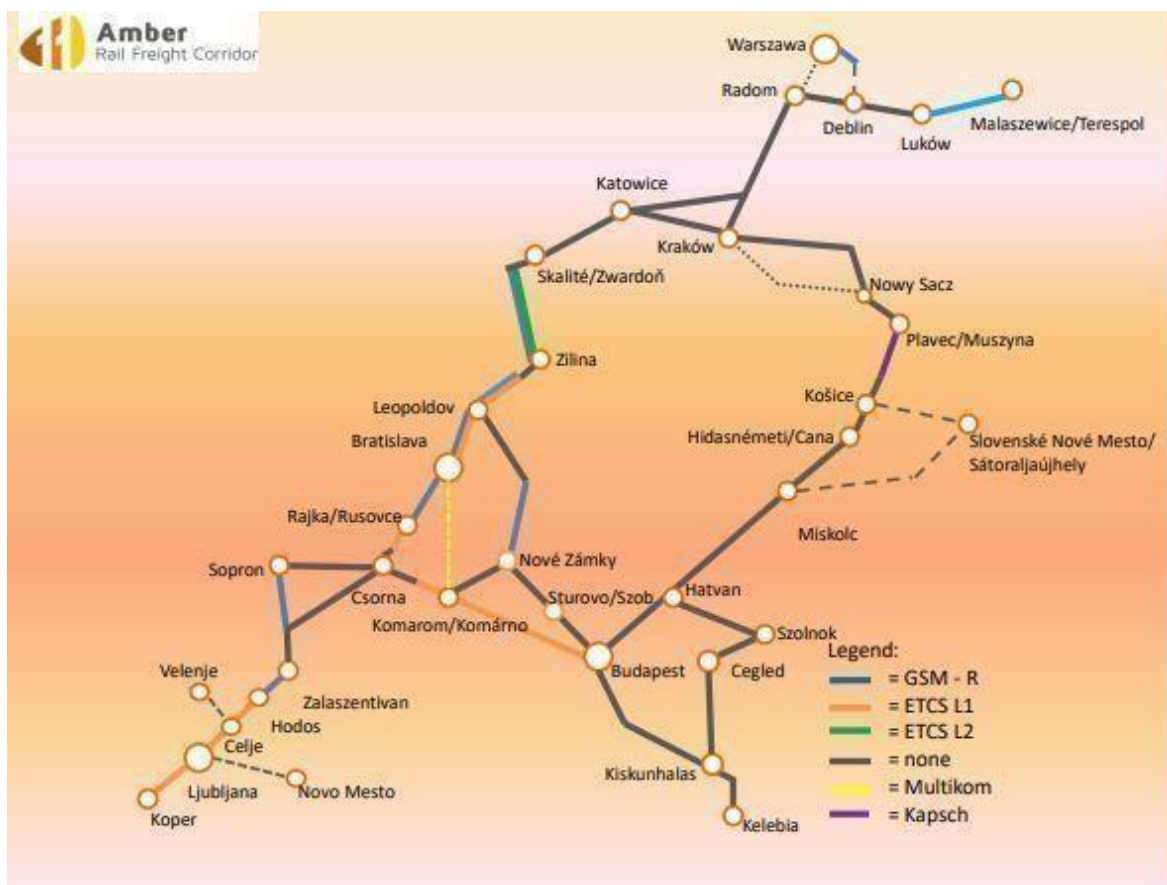 Amber
Rail Freight Corridor
Warszawa
Radom
Deblin
Luków
Malaszewice/Terespol
Katowice
Kraków
Skalité/Zwardoň
Nowy Sacz
Plavec/Muszyna
Zilina
Leopoldov
Košice
Bratislava
Hidasnémeti/Cana
Slovenské Nové Mesto/
Sátoraljaújhely
Rajka/Rusovce
Miskolc
Sopron
Nové Zámky
Csorna
Sturovo/Szob
Hatvan
Komarom/Komárno
Szolnok
Budapest
Cegled
Legend:
= GSM - R
= ETCS L1
= ETCS L2
= none
= Multikom
= Kapsch
Velenje
Zalaszentivan
Hodos
Celje
Ljubljana
Novo Mesto
Koper
Kiskunhalas
Kelebia